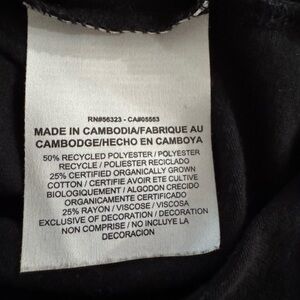 RN#56323 - CA#05553
MADE IN CAMBODIA/FABRIQUE AU
CAMBODGE/HECHO EN CAMBOYA
50% RECYCLED POLYESTER / POLYESTER
RECYCLE / POLIESTER RECICLADO
25% CERTIFIED ORGANICALLY GROWN
COTTON / CERTIFIE AVOIR ETE CULTIVE
BIOLOGIQUEMENT / ALGODON CRECIDO
ORGANICAMENTE CERTIFICADO
25% RAYON / VISCOSE / VISCOSA
EXCLUSIVE OF DECORATION / DECORATION
NON COMPRISE / NO INCLUYE LA
DECORACION